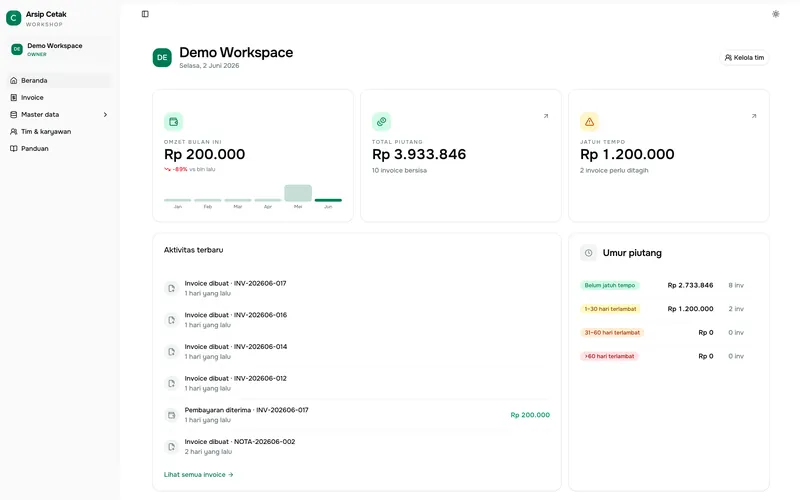 C
Arsip Cetak
WORKSHOP
DE
Demo Workspace
OWNER
Beranda
Invoice
Master data
Tim & karyawan
Panduan
DE
Demo Workspace
Selasa, 2 Juni 2026
Kelola tim
OMZET BULAN INI
Rp 200.000
-89% vs bln lalu
Jan Feb Mar Apr Mei Jun
TOTAL PIUTANG
Rp 3.933.846
10 invoice bersisa
JATUH TEMPO
Rp 1.200.000
2 invoice perlu ditagih
Aktivitas terbaru
Invoice dibuat · INV-202606-017
1 hari yang lalu
Invoice dibuat · INV-202606-016
1 hari yang lalu
Invoice dibuat · INV-202606-014
1 hari yang lalu
Invoice dibuat · INV-202606-012
1 hari yang lalu
Pembayaran diterima · INV-202606-017
1 hari yang lalu
Rp 200.000
Invoice dibuat · NOTA-202606-002
2 hari yang lalu
Lihat semua invoice →
Umur piutang
Belum jatuh tempo Rp 2.733.846 8 inv
1–30 hari terlambat Rp 1.200.000 2 inv
31–60 hari terlambat Rp 0 0 inv
>60 hari terlambat Rp 0 0 inv